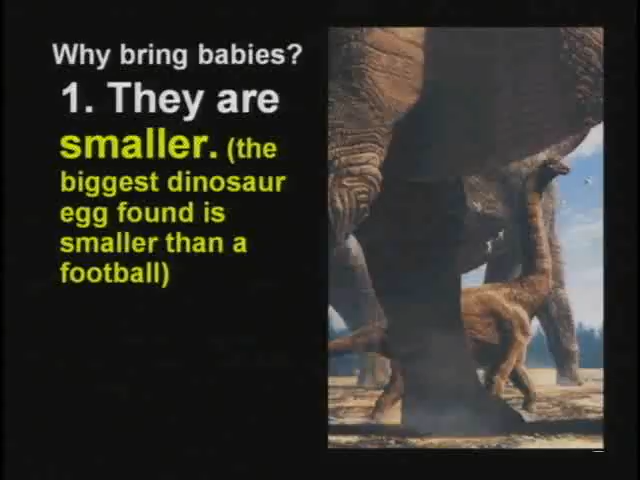 Why bring babies?
1. They are
smaller. (the
biggest dinosaur
egg found is
smaller than a
football)